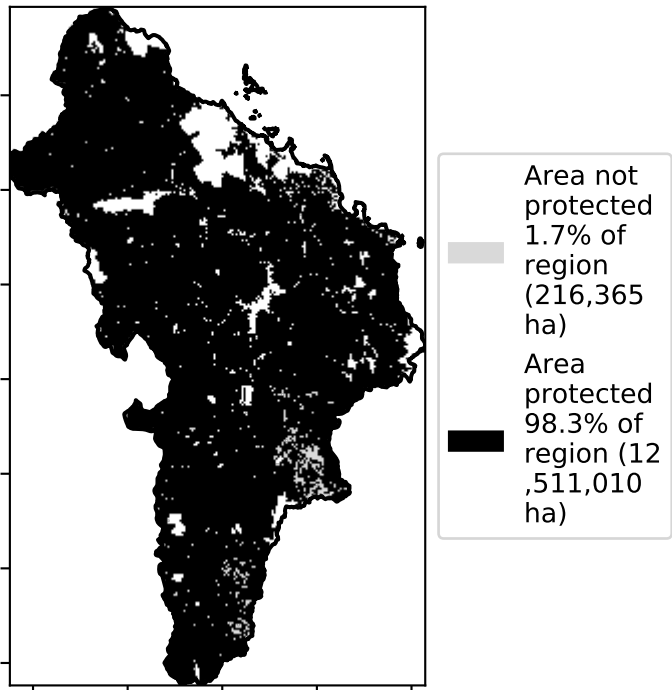 Area not
protected
1.7% of
region
(216,365
ha)
Area
protected
98.3% of
region (12
,511,010
ha)